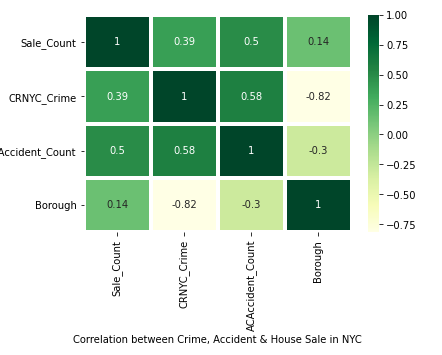 Sale_Count 1 0.39 0.5 0.14
CRNYC_Crime 0.39 1 0.58 -0.82
Accident_Count 0.5 0.58 1 -0.3
Borough 0.14 -0.82 -0.3 1
Sale_Count
CRNYC_Crime
ACAccident_Count
Borough
1.00
0.75
0.50
0.25
0.00
−0.25
−0.50
−0.75
Correlation between Crime, Accident & House Sale in NYC